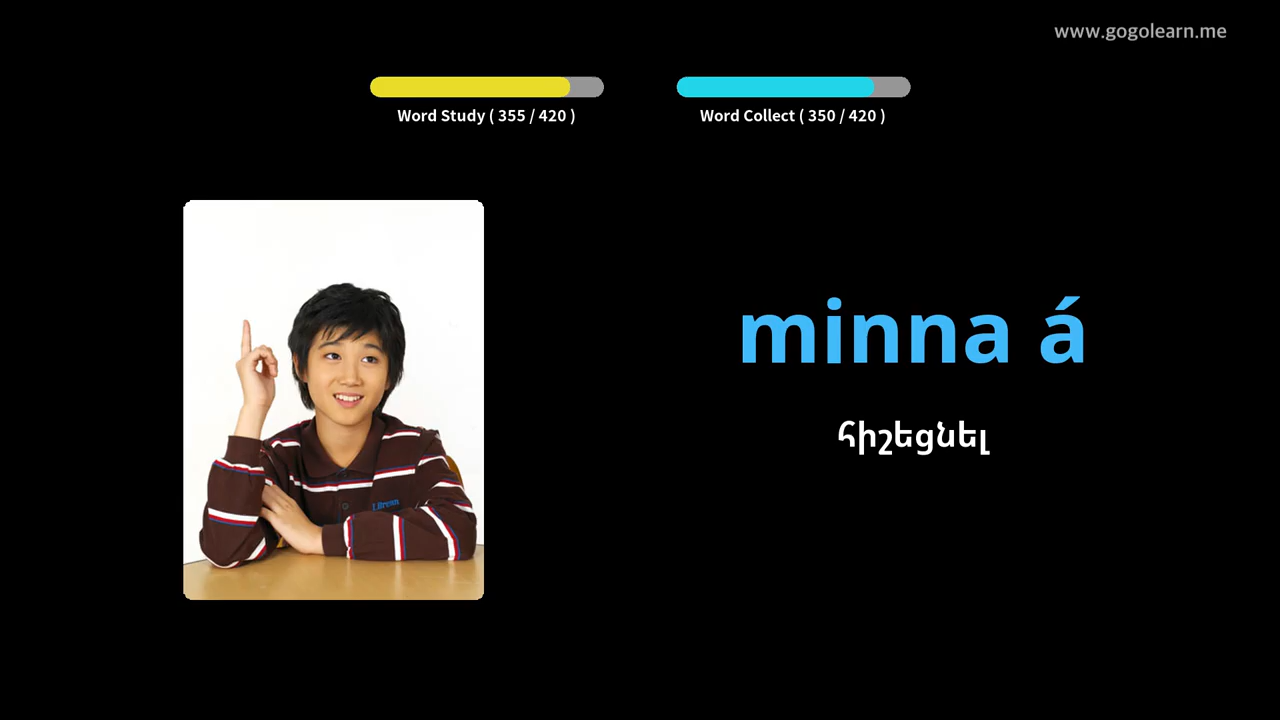 www.gogolearn.me
Word Study ( 355 / 420 )
Word Collect ( 350 / 420 )
minna á
հիշեցնել